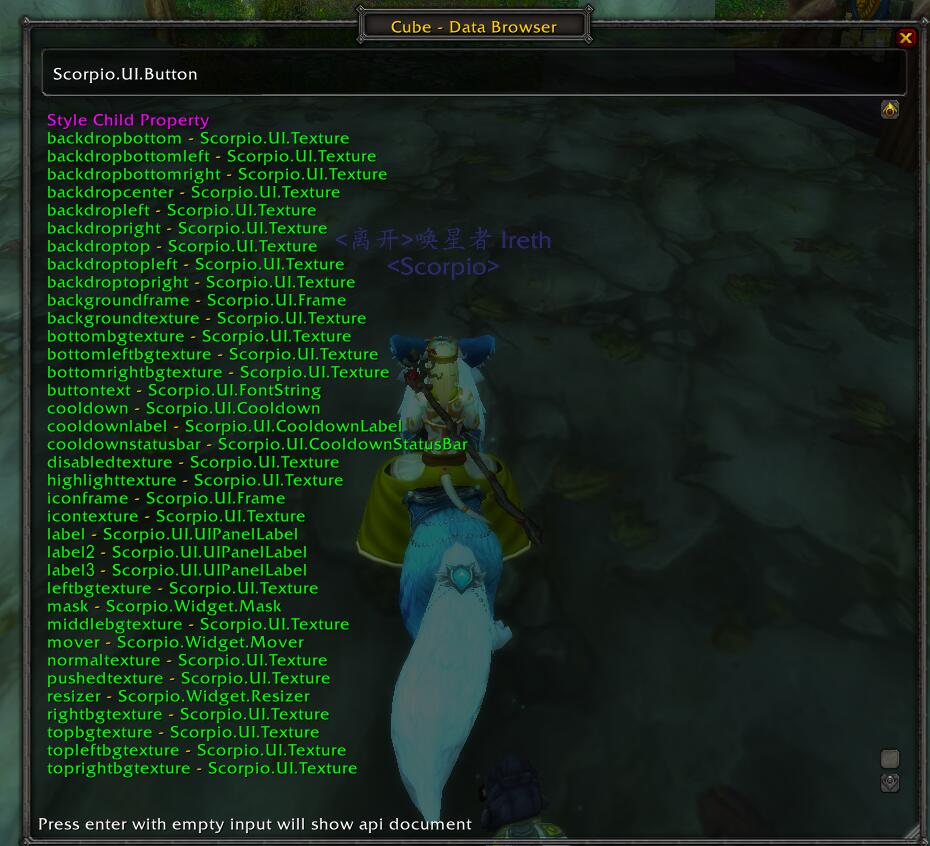 Cube - Data Browser
Scorpio.UI.Button
Style Child Property
backdropbottom - Scorpio.UI.Texture
backdropbottomleft - Scorpio.UI.Texture
backdropbottomright - Scorpio.UI.Texture
backdropcenter - Scorpio.UI.Texture
backdropleft - Scorpio.UI.Texture
backdropright - Scorpio.UI.Texture
backdroptop - Scorpio.UI.Texture
<离开>唤星者 Ireth
backdroptopleft - Scorpio.UI.Texture
<Scorpio>
backdroptopright - Scorpio.UI.Texture
backgroundframe - Scorpio.UI.Frame
backgroundtexture - Scorpio.UI.Texture
bottombgtexture - Scorpio.UI.Texture
bottomleftbgtexture - Scorpio.UI.Texture
bottomrightbgtexture - Scorpio.UI.Texture
buttontext - Scorpio.UI.FontString
cooldown - Scorpio.UI.Cooldown
cooldownlabel - Scorpio.UI.CooldownLabel
cooldownstatusbar - Scorpio.UI.CooldownStatusBar
disabledtexture - Scorpio.UI.Texture
highlighttexture - Scorpio.UI.Texture
iconframe - Scorpio.UI.Frame
icontexture - Scorpio.UI.Texture
label - Scorpio.UI.UIPanelLabel
label2 - Scorpio.UI.UIPanelLabel
label3 - Scorpio.UI.UIPanelLabel
leftbgtexture - Scorpio.UI.Texture
mask - Scorpio.Widget.Mask
middlebgtexture - Scorpio.UI.Texture
mover - Scorpio.Widget.Mover
normaltexture - Scorpio.UI.Texture
pushedtexture - Scorpio.UI.Texture
resizer - Scorpio.Widget.Resizer
rightbgtexture - Scorpio.UI.Texture
topbgtexture - Scorpio.UI.Texture
topleftbgtexture - Scorpio.UI.Texture
toprightbgtexture - Scorpio.UI.Texture
Press enter with empty input will show api document